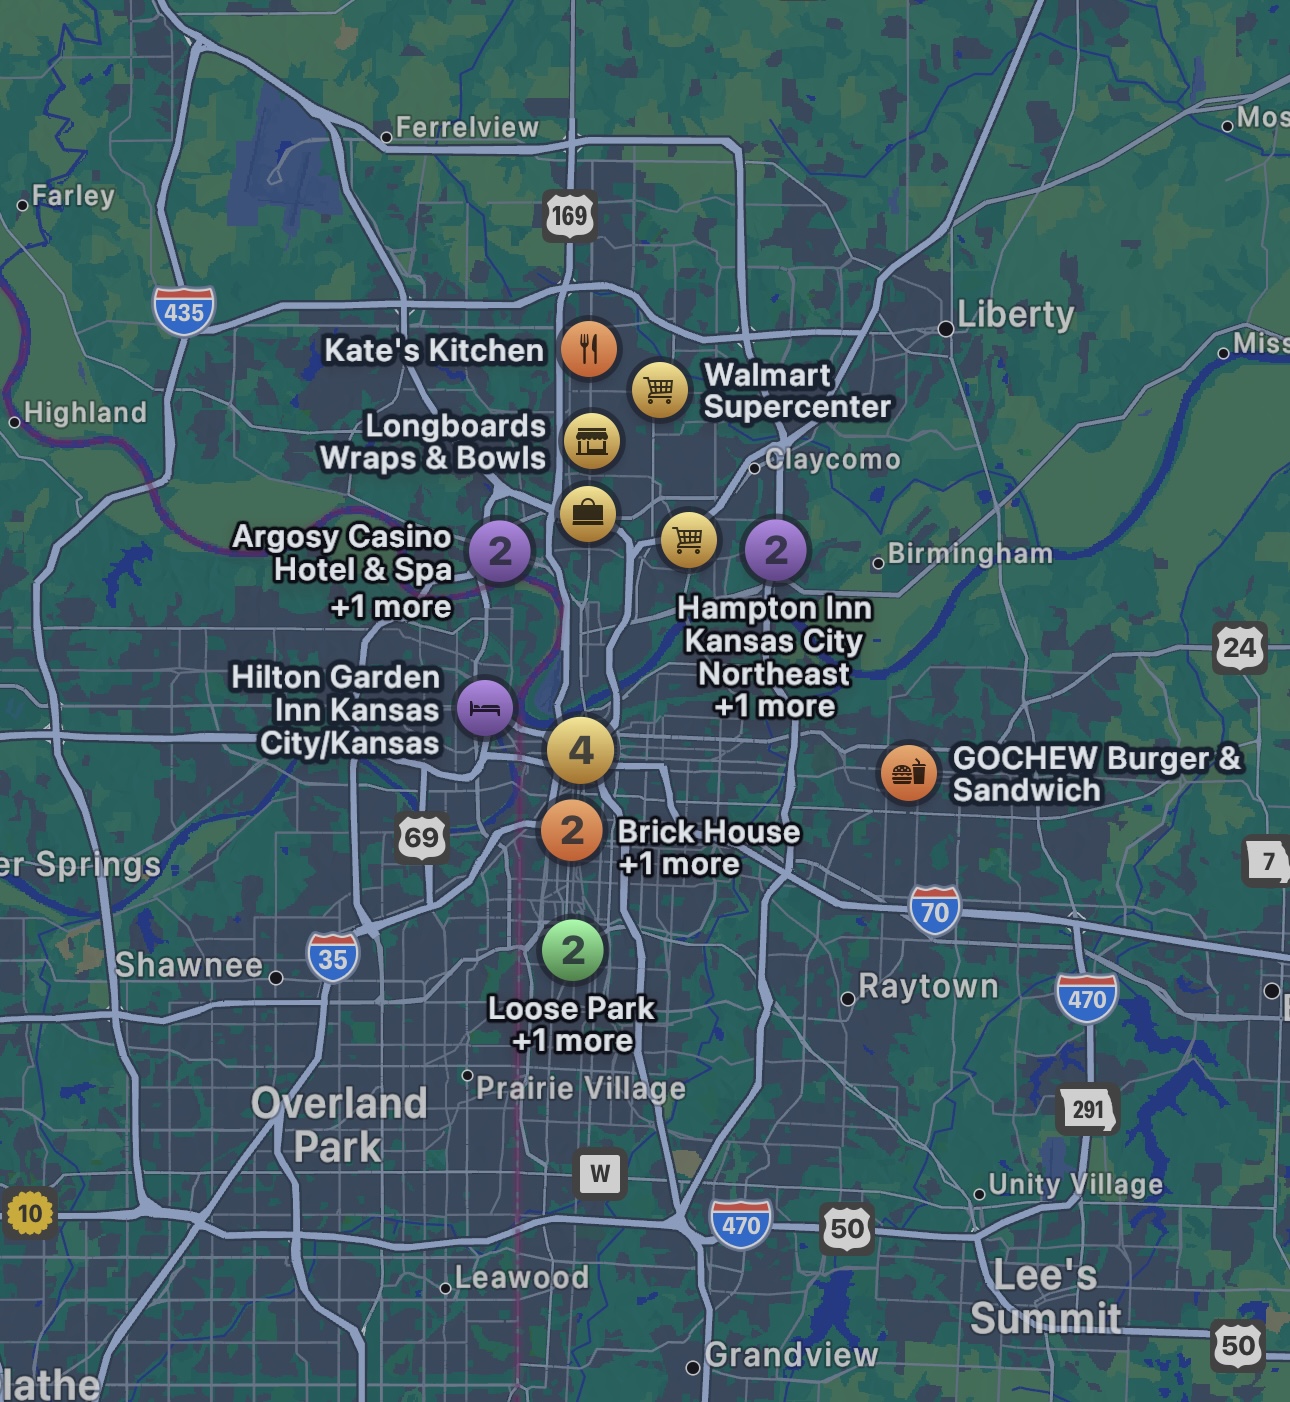 Ferrelview
Mos
Farley
169
435
Liberty
Miss
Kate's Kitchen
Walmart
Supercenter
Highland
Longboards
Wraps & Bowls
Claycomo
Argosy Casino
Hotel & Spa
+1 more
2
2
Birmingham
Hampton Inn
Kansas City
Northeast
+1 more
24
Hilton Garden
Inn Kansas
City/Kansas
4
GOCHEW Burger &
Sandwich
69
2
Brick House
+1 more
er Springs
7
70
35
Shawnee
2
Loose Park
+1 more
Raytown
470
Prairie Village
Overland
Park
291
W
Unity Village
10
470
50
Leawood
Lee's
Summit
Grandview
50
lathe